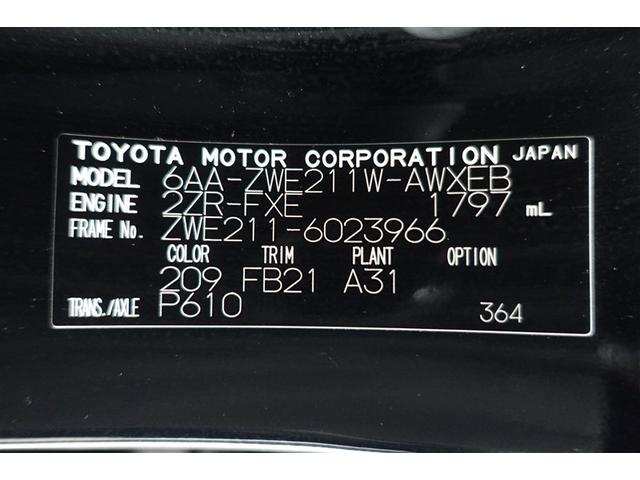 TOYOTA MOTOR CORPORATION JAPAN
MODEL 6AA-ZWE211W-AWXEB
ENGINE 2ZR-FXE 1797 mL
FRAME No. ZWE211-6023966
COLOR TRIM PLANT OPTION
209 FB21 A31
TRANS./AXLE P610 364